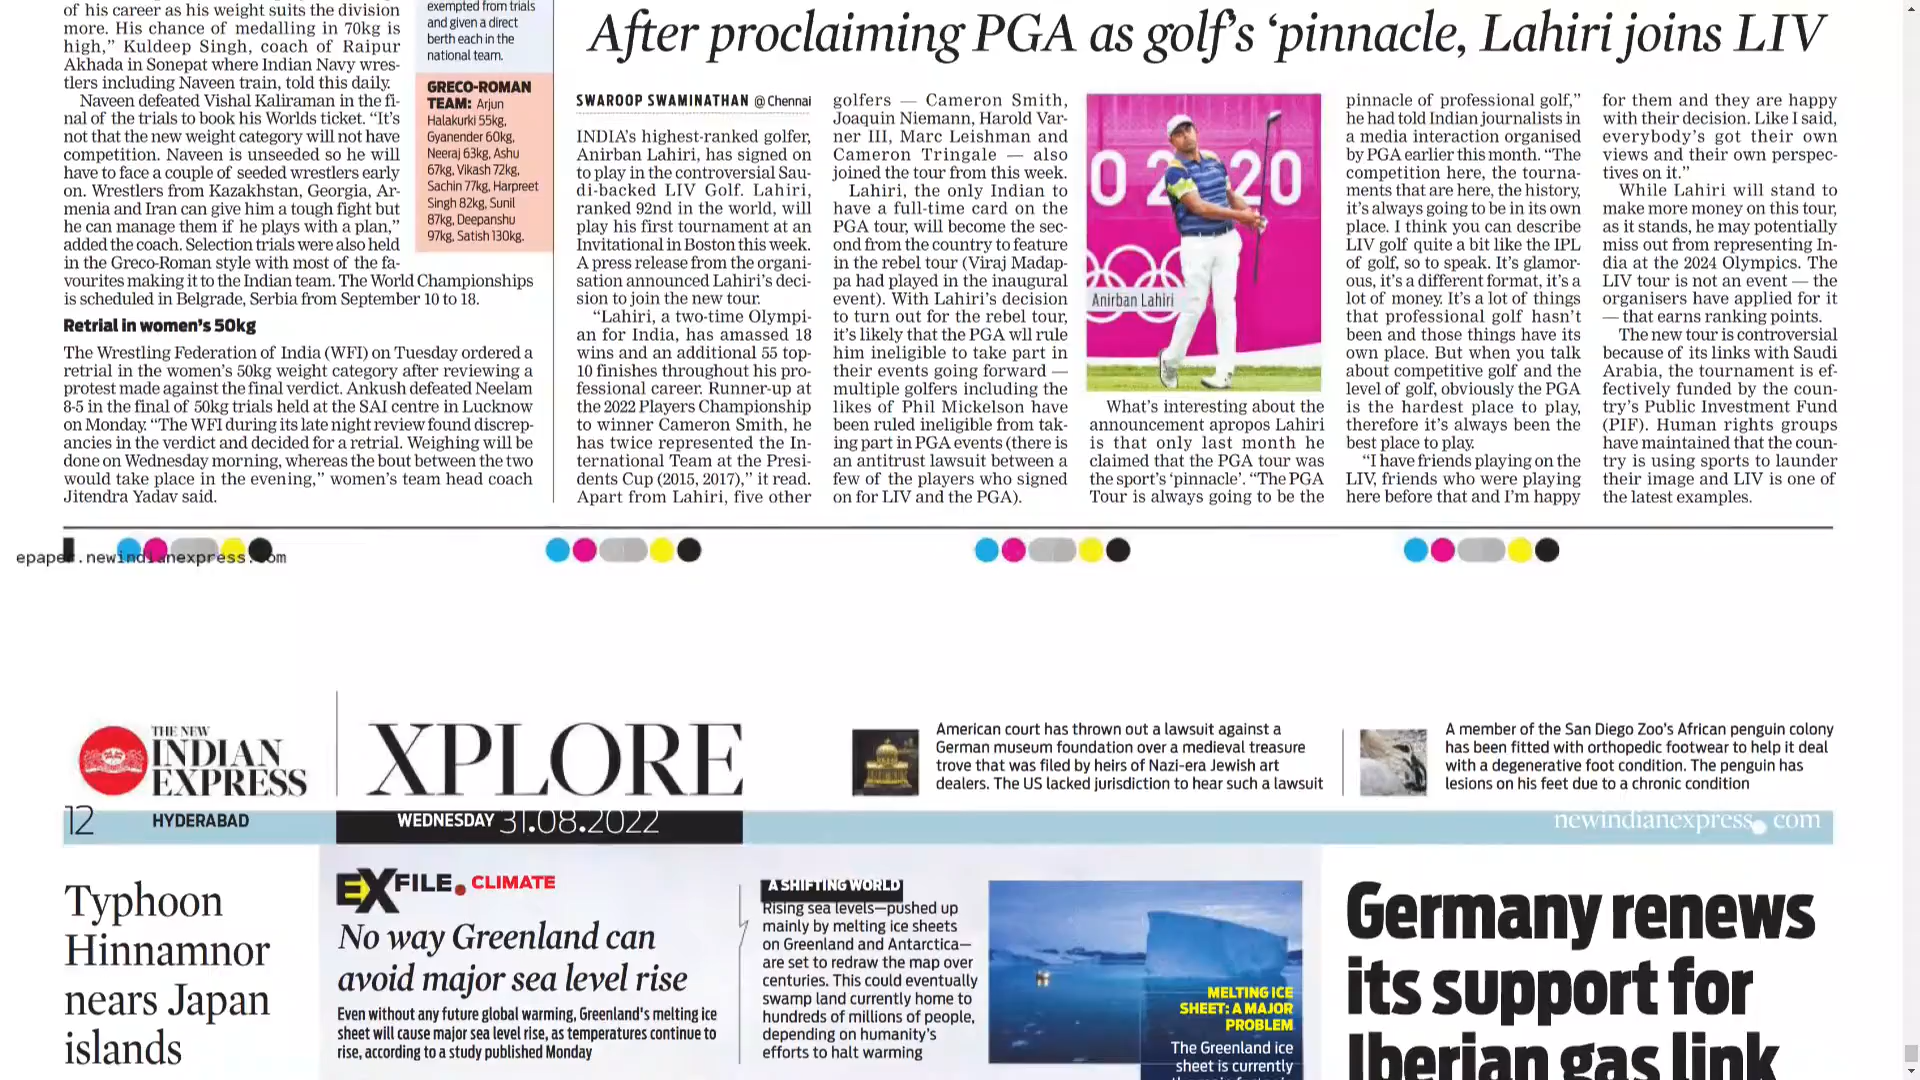 of his career as his weight suits the division
more. His chance of medalling in 70kg is
high,” Kuldeep Singh, coach of Raipur
Akhada in Sonepat where Indian Navy wres-
tlers including Naveen train, told this daily.
Naveen defeated Vishal Kaliraman in the fi-
nal of the trials to book his Worlds ticket. “It’s
not that the new weight category will not have
competition. Naveen is unseeded so he will
have to face a couple of seeded wrestlers early
on. Wrestlers from Kazakhstan, Georgia, Ar-
menia and Iran can give him a tough fight but
he can manage them if he plays with a plan,”
added the coach. Selection trials were also held
in the Greco-Roman style with most of the fa-
vourites making it to the Indian team. The World Championships
is scheduled in Belgrade, Serbia from September 10 to 18.
Retrial in women’s 50kg
The Wrestling Federation of India (WFI) on Tuesday ordered a
retrial in the women’s 50kg weight category after reviewing a
protest made against the final verdict. Ankush defeated Neelam
8-5 in the final of 50kg trials held at the SAI centre in Lucknow
on Monday. “The WFI during its late night review found discrep-
ancies in the verdict and decided for a retrial. Weighing will be
done on Wednesday morning, whereas the bout between the two
would take place in the evening,” women’s team head coach
Jitendra Yadav said.
exempted from trials
and given a direct
berth each in the
national team.
GRECO-ROMAN
TEAM: Arjun
Halakurki 55kg,
Gyanender 60kg,
Neeraj 63kg, Ashu
67kg, Vikash 72kg,
Sachin 77kg, Harpreet
Singh 82kg, Sunil
87kg, Deepanshu
97kg, Satish 130kg.
After proclaiming PGA as golf’s ‘pinnacle, Lahiri joins LIV
SWAROOP SWAMINATHAN @ Chennai
INDIA’s highest-ranked golfer,
Anirban Lahiri, has signed on
to play in the controversial Sau-
di-backed LIV Golf. Lahiri,
ranked 92nd in the world, will
play his first tournament at an
Invitational in Boston this week.
A press release from the organi-
sation announced Lahiri’s deci-
sion to join the new tour.
“Lahiri, a two-time Olympi-
an for India, has amassed 18
wins and an additional 55 top-
10 finishes throughout his pro-
fessional career. Runner-up at
the 2022 Players Championship
to winner Cameron Smith, he
has twice represented the In-
ternational Team at the Presi-
dents Cup (2015, 2017),” it read.
Apart from Lahiri, five other
golfers — Cameron Smith,
Joaquin Niemann, Harold Var-
ner III, Marc Leishman and
Cameron Tringale — also
joined the tour from this week.
Lahiri, the only Indian to
have a full-time card on the
PGA tour, will become the sec-
ond from the country to feature
in the rebel tour (Viraj Madap-
pa had played in the inaugural
event). With Lahiri’s decision
to turn out for the rebel tour,
it’s likely that the PGA wll rule
him ineligible to take part in
their events going forward —
multiple golfers including the
likes of Phil Mickelson have
been ruled ineligible from tak-
ing part in PGA events (there is
an antitrust lawsuit between a
few of the players who signed
on for LIV and the PGA).
O 2 20
Anirban Lahiri
What’s interesting about the
announcement apropos Lahiri
is that only last month he
claimed that the PGA tour was
the sport’s ‘pinnacle’. “The PGA
Tour is always going to be the
pinnacle of professional golf,”
he had told Indian journalists in
a media interaction organised
by PGA earlier this month. “The
competition here, the tourna-
ments that are here, the history,
it’s always going to be in its own
place. I think you can describe
LIV golf quite a bit like the IPL
of golf, so to speak. It’s glamor-
ous, it’s a different format, it’s a
lot of money. It’s a lot of things
that professional golf hasn’t
been and those things have its
own place. But when you talk
about competitive golf and the
level of golf, obviously the PGA
is the hardest place to play,
therefore it’s always been the
best place to play.
“I have friends playing on the
LIV, friends who were playing
here before that and I’m happy
for them and they are happy
with their decision. Like I said,
everybody’s got their own
views and their own perspec-
tives on it.”
While Lahiri will stand to
make more money on this tour,
as it stands, he may potentially
miss out from representing In-
dia at the 2024 Olympics. The
LIV tour is not an event — the
organisers have applied for it
— that earns ranking points.
The new tour is controversial
because of its links with Saudi
Arabia, the tournament is ef-
fectively funded by the coun-
try’s Public Investment Fund
(PIF). Human rights groups
have maintained that the coun-
try is using sports to launder
their image and LIV is one of
the latest examples.
epaper.newindianexpress.com
THE NEW
INDIAN
EXPRESS
XPLORE
American court has thrown out a lawsuit against a
German museum foundation over a medieval treasure
trove that was filed by heirs of Nazi-era Jewish art
dealers. The US lacked jurisdiction to hear such a lawsuit
A member of the San Diego Zoo’s African penguin colony
has been fitted with orthopedic footwear to help it deal
with a degenerative foot condition. The penguin has
lesions on his feet due to a chronic condition
12
HYDERABAD
WEDNESDAY 31.08.2022
newindianexpress.com
Typhoon
Hinnamnor
nears Japan
islands
EXFILE. CLIMATE
No way Greenland can
avoid major sea level rise
Even without any future global warming, Greenland's melting ice
sheet will cause major sea level rise, as temperatures continue to
rise, according to a study published Monday
A SHIFTING WORLD
Rising sea levels—pushed up
mainly by melting ice sheets
on Greenland and Antarctica—
are set to redraw the map over
centuries. This could eventually
swamp land currently home to
hundreds of millions of people,
depending on humanity’s
efforts to halt warming
MELTING ICE
SHEET: A MAJOR
PROBLEM
The Greenland ice
sheet is currently
Germany renews
its support for
Iberian gas link